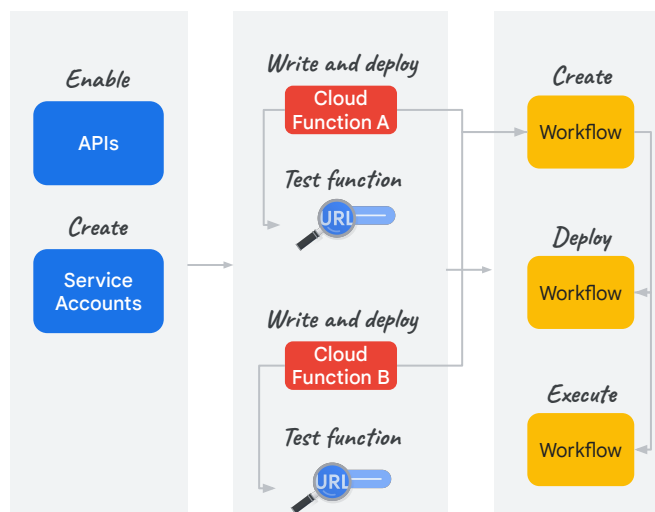 Enable
APIs
Create
Service
Accounts
Write and deploy
Cloud
Function A
Test function
URL
Write and deploy
Cloud
Function B
Test function
URL
Create
Workflow
Deploy
Workflow
Execute
Workflow